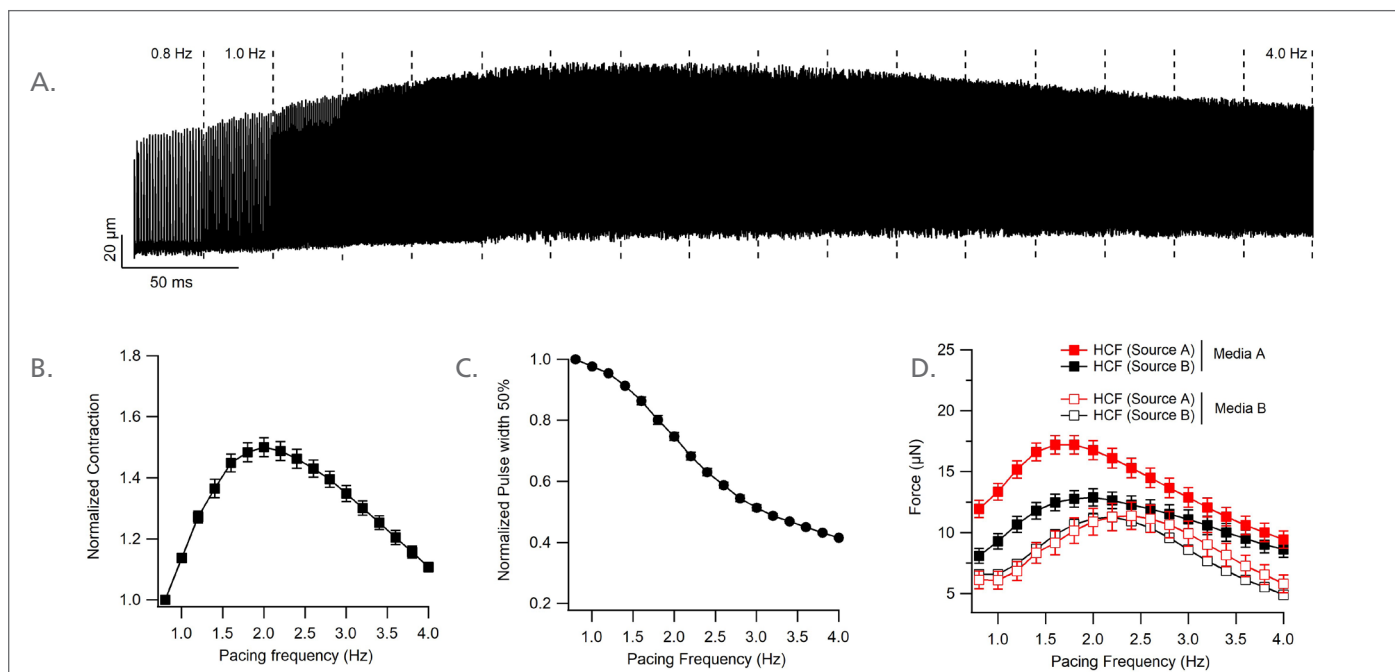 0.8 Hz 1.0 Hz 4.0 Hz
A.
20 µm
50 ms
B.
Normalized Contraction
1.8
1.6
1.4
1.2
1.0
1.0 1.5 2.0 2.5 3.0 3.5 4.0
Pacing frequency (Hz)
C.
Normalized Pulse width 50%
1.0
0.8
0.6
0.4
0.2
1.0 1.5 2.0 2.5 3.0 3.5 4.0
Pacing Frequency (Hz)
D.
HCF (Source A)
HCF (Source B)
Media A
HCF (Source A)
HCF (Source B)
Media B
Force (µN)
25
20
15
10
5
1.0 1.5 2.0 2.5 3.0 3.5 4.0
Pacing Frequency (Hz)